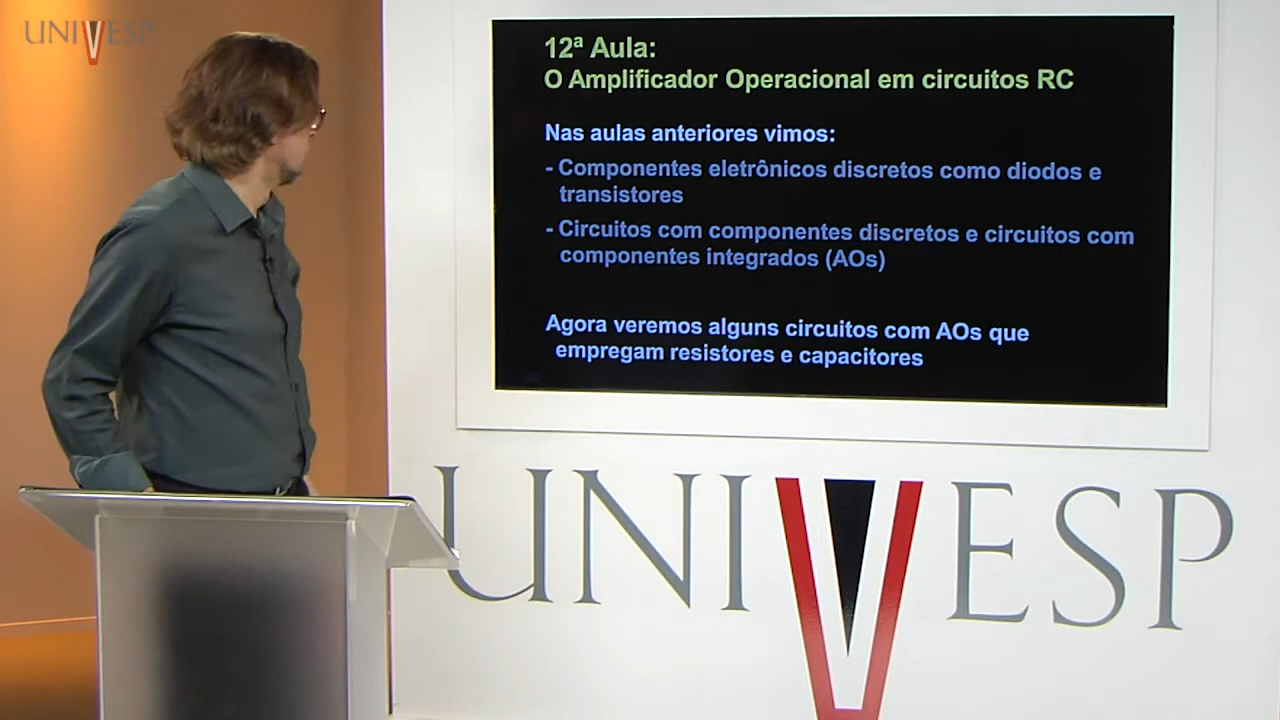 UNIVESP
12ª Aula:
O Amplificador Operacional em circuitos RC
Nas aulas anteriores vimos:
- Componentes eletrônicos discretos como diodos e
transistores
- Circuitos com componentes discretos e circuitos com
componentes integrados (AOs)
Agora veremos alguns circuitos com AOs que
empregam resistores e capacitores
UNIVESP